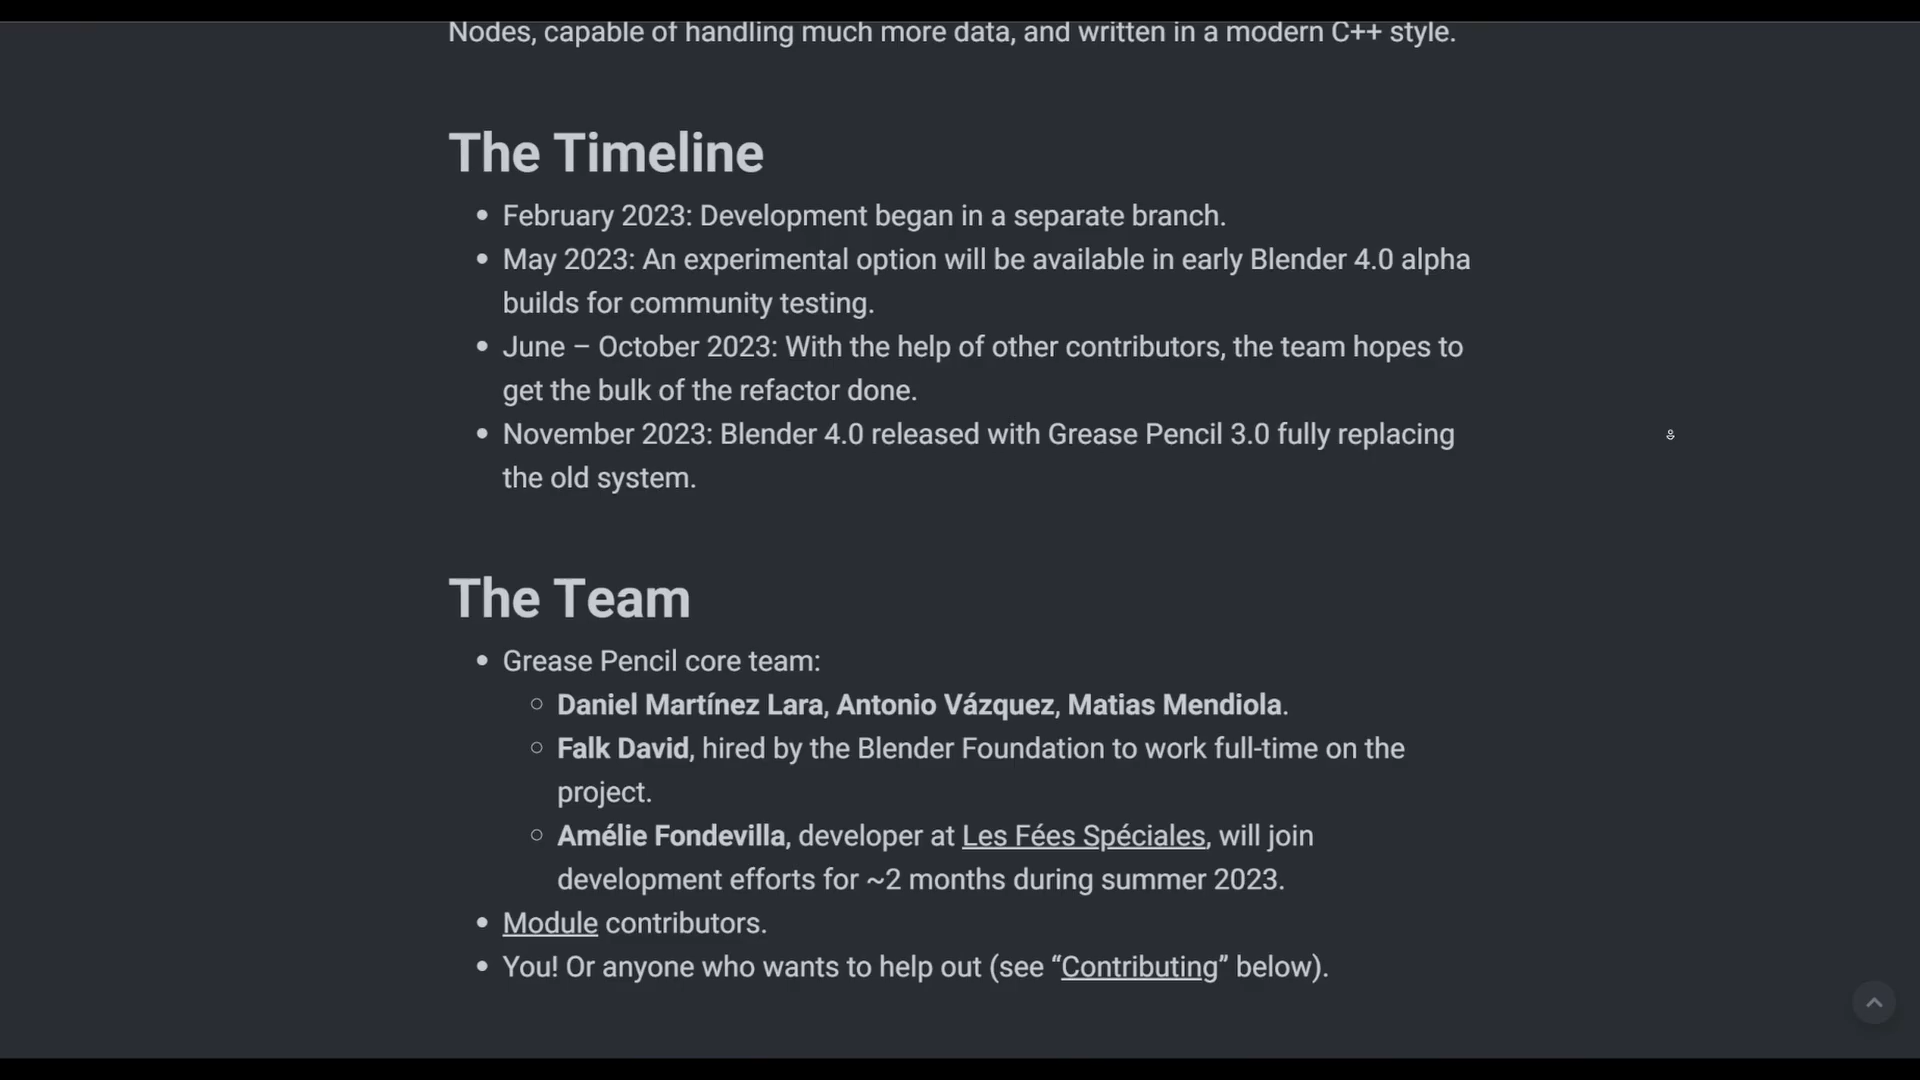 Nodes, capable of handling much more data, and written in a modern C++ style.
The Timeline
• February 2023: Development began in a separate branch.
• May 2023: An experimental option will be available in early Blender 4.0 alpha
builds for community testing.
• June – October 2023: With the help of other contributors, the team hopes to
get the bulk of the refactor done.
• November 2023: Blender 4.0 released with Grease Pencil 3.0 fully replacing
the old system.
The Team
• Grease Pencil core team:
○ Daniel Martínez Lara, Antonio Vázquez, Matias Mendiola.
○ Falk David, hired by the Blender Foundation to work full-time on the
project.
○ Amélie Fondevilla, developer at Les Fées Spéciales, will join
development efforts for ~2 months during summer 2023.
• Module contributors.
• You! Or anyone who wants to help out (see “Contributing” below).